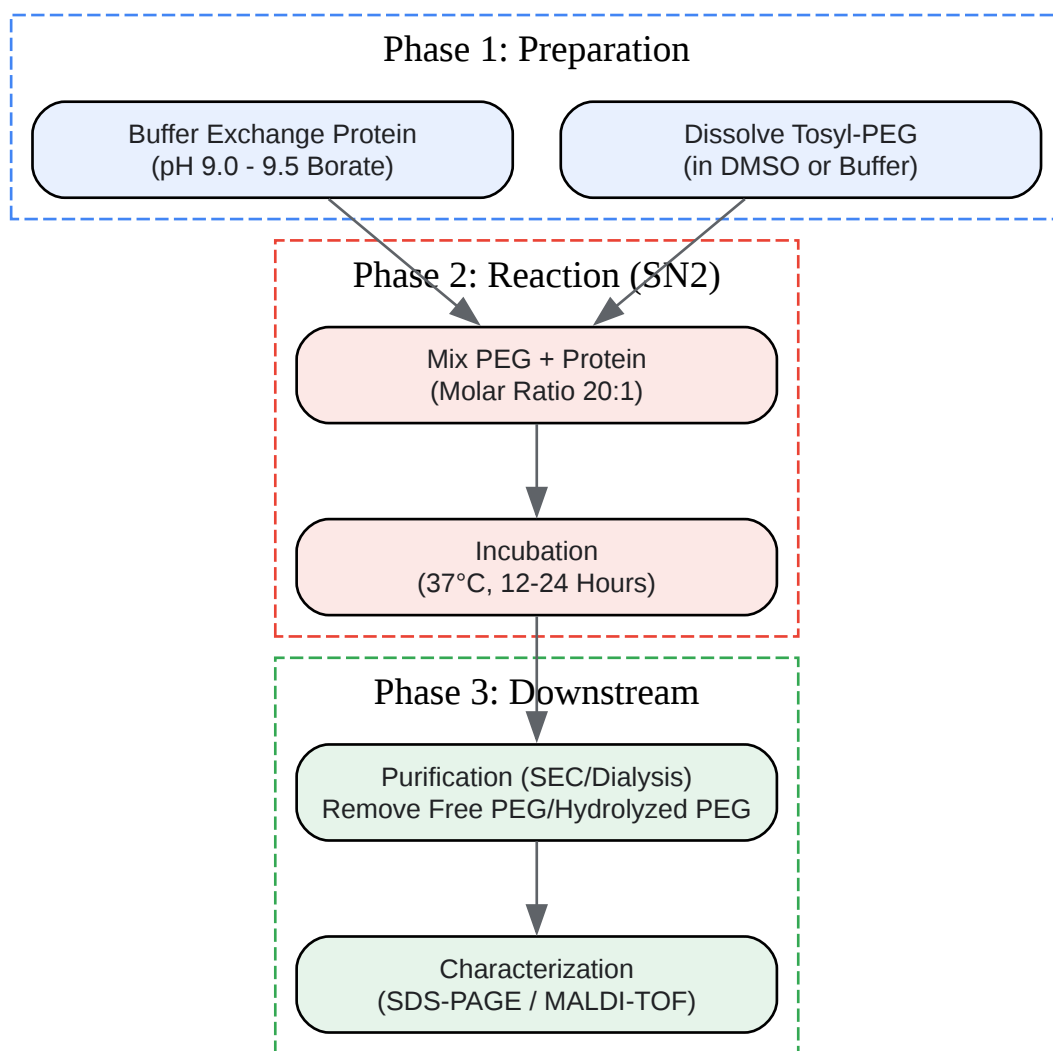 Phase 1: Preparation
Buffer Exchange Protein
(pH 9.0 - 9.5 Borate)
Dissolve Tosyl-PEG
(in DMSO or Buffer)
Phase 2: Reaction (SN2)
Mix PEG + Protein
(Molar Ratio 20:1)
Incubation
(37°C, 12-24 Hours)
Phase 3: Downstream
Purification (SEC/Dialysis)
Remove Free PEG/Hydrolyzed PEG
Characterization
(SDS-PAGE / MALDI-TOF)